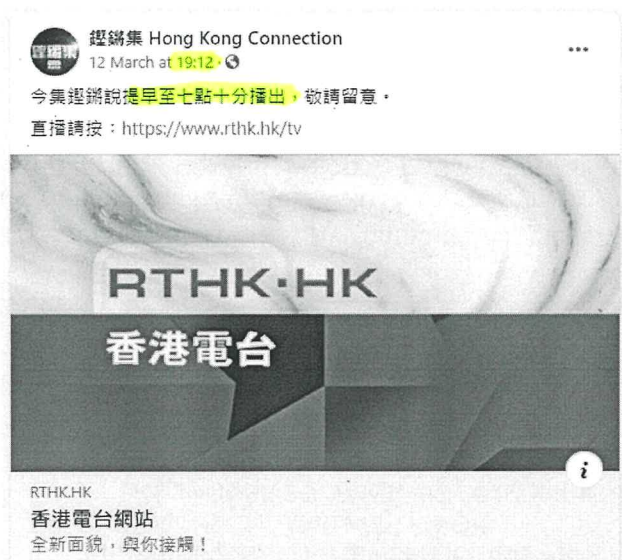 鏗鏘集 Hong Kong Connection
12 March at 19:12 ·
今集鏗鏘說提早至七點十分播出，敬請留意。
直播請按：https://www.rthk.hk/tv
RTHK·HK
香港電台
RTHK.HK
香港電台網站
全新面貌，與你接觸！